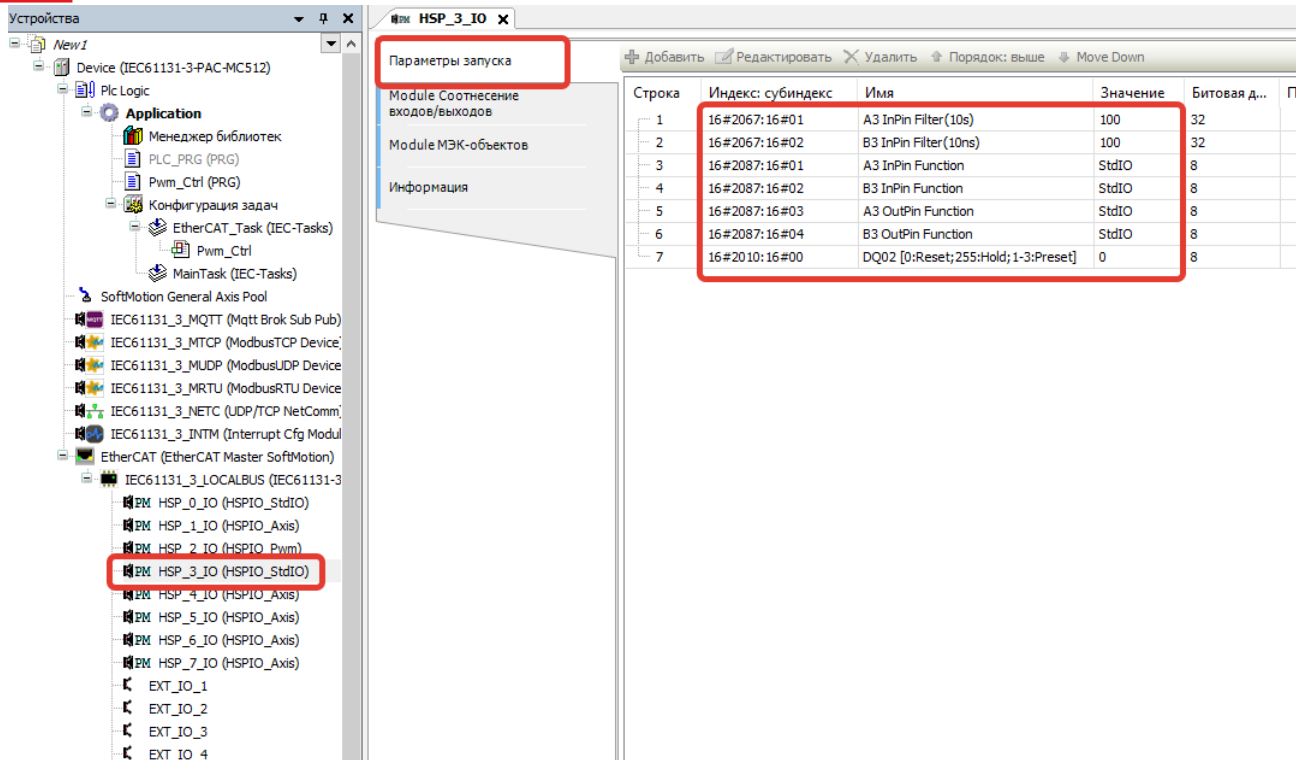 Устройства
New1
Device (IEC61131-3-PAC-MC512)
Plc Logic
Application
Менеджер библиотек
PLC_PRG (PRG)
Pwm_Ctrl (PRG)
Конфигурация задач
EtherCAT_Task (IEC-Tasks)
Pwm_Ctrl
MainTask (IEC-Tasks)
SoftMotion General Axis Pool
IEC61131_3_MQTT (Mqtt Brok Sub Pub)
IEC61131_3_MTCP (ModbusTCP Device)
IEC61131_3_MUDP (ModbusUDP Device
IEC61131_3_MRTU (ModbusRTU Device
IEC61131_3_NETC (UDP/TCP NetComm)
IEC61131_3_INTM (Interrupt Cfg Modul
EtherCAT (EtherCAT Master SoftMotion)
IEC61131_3_LOCALBUS (IEC61131-3
PM HSP_0_IO (HSPIO_StdIO)
PM HSP_1_IO (HSPIO_Axis)
PM HSP_2_IO (HSPIO_Pwm)
PM HSP_3_IO (HSPIO_StdIO)
PM HSP_4_IO (HSPIO_Axis)
PM HSP_5_IO (HSPIO_Axis)
PM HSP_6_IO (HSPIO_Axis)
PM HSP_7_IO (HSPIO_Axis)
EXT_IO_1
EXT_IO_2
EXT_IO_3
EXT_IO_4
PM HSP_3_IO X
Параметры запуска
Module Соотнесение
входов/выходов
Module МЭК-объектов
Информация
Добавить Редактировать Удалить Порядок: выше Move Down
Строка Индекс: субиндекс Имя Значение Битовая д... П
1 16#2067:16#01 A3 InPin Filter(10s) 100 32
2 16#2067:16#02 B3 InPin Filter(10ns) 100 32
3 16#2087:16#01 A3 InPin Function StdIO 8
4 16#2087:16#02 B3 InPin Function StdIO 8
5 16#2087:16#03 A3 OutPin Function StdIO 8
6 16#2087:16#04 B3 OutPin Function StdIO 8
7 16#2010:16#00 DQ02 [0:Reset;255:Hold;1-3:Preset] 0 8